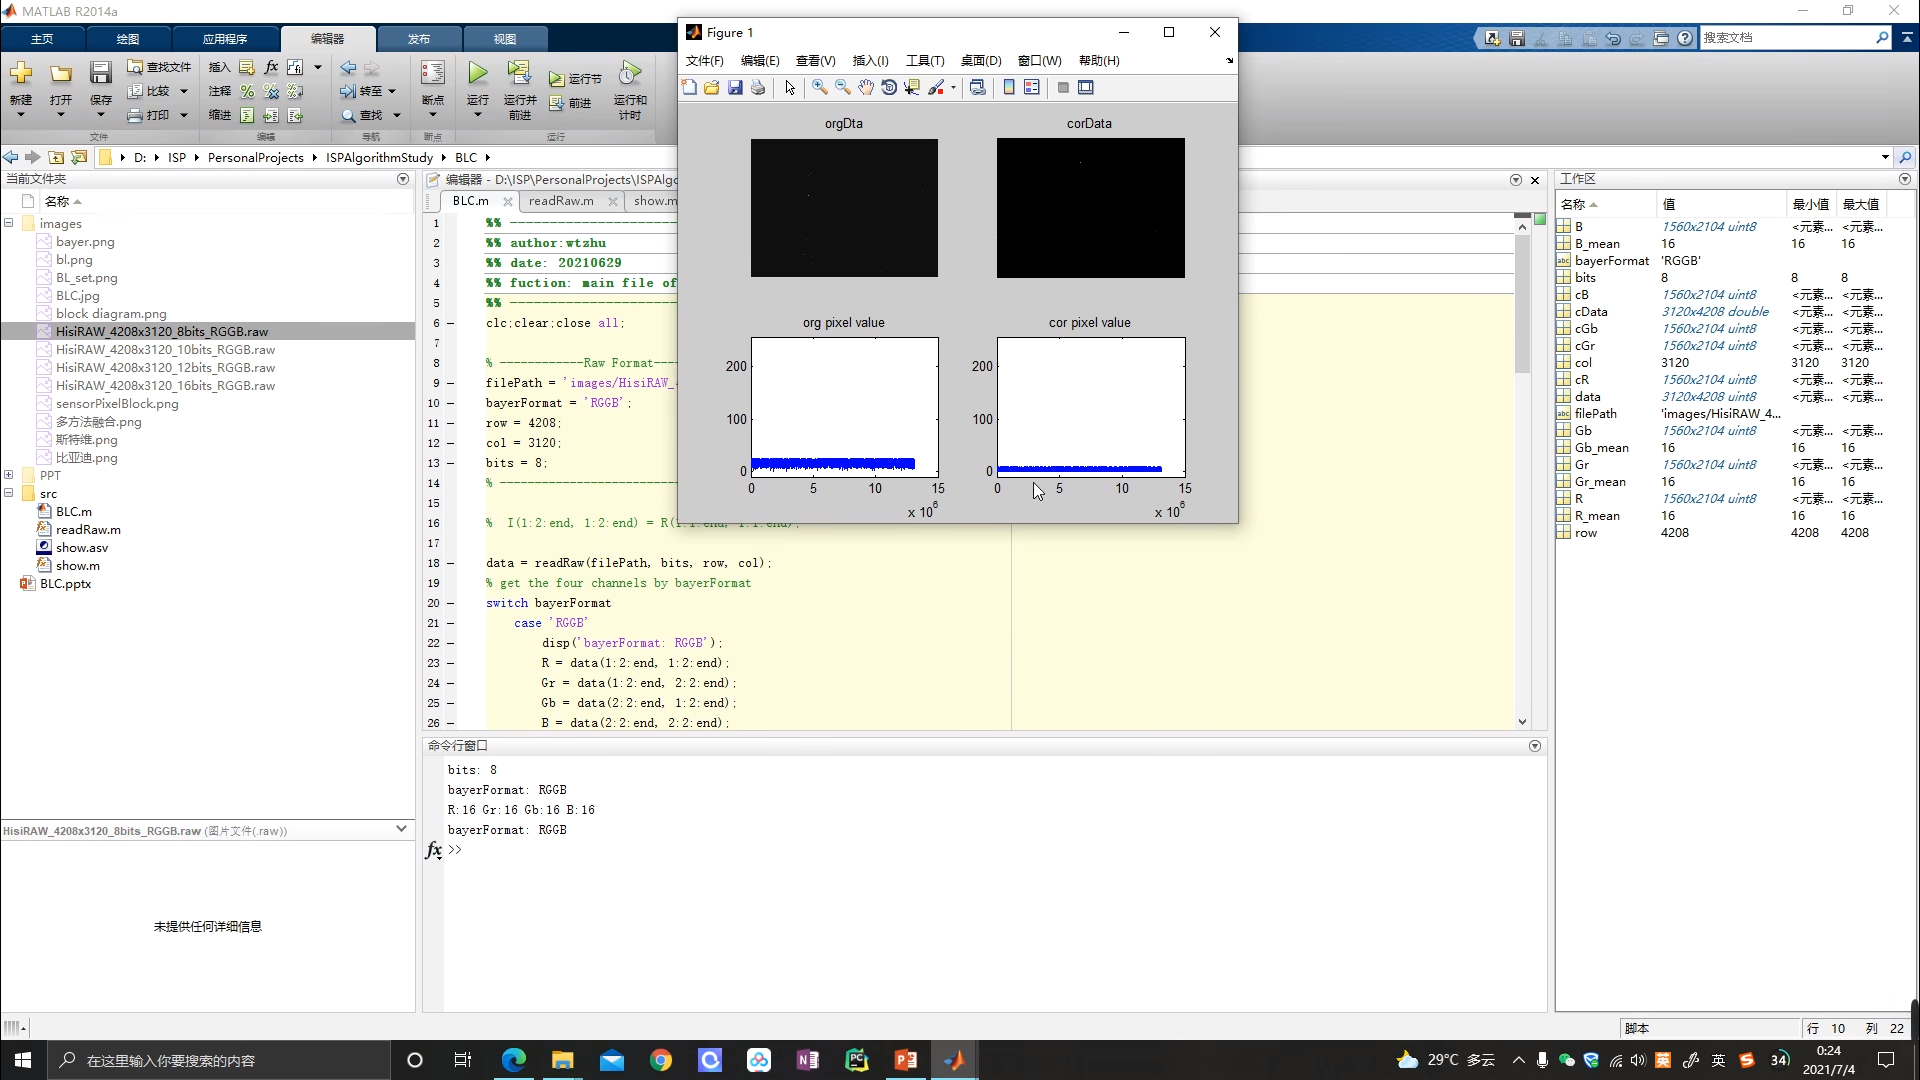 MATLAB R2014a
主页 绘图 应用程序 编辑器 发布 视图
搜索文档
新建 打开 保存 查找文件 比较 打印
插入 注释 缩进
转至 查找
断点 运行 运行并前进 运行节 前进 运行和计时
文件 编辑 导航 断点 运行
D: ISP PersonalProjects ISPAlgorithmStudy BLC
当前文件夹
名称
images
bayer.png
bl.png
BL_set.png
BLC.jpg
block diagram.png
HisiRAW_4208x3120_8bits_RGGB.raw
HisiRAW_4208x3120_10bits_RGGB.raw
HisiRAW_4208x3120_12bits_RGGB.raw
HisiRAW_4208x3120_16bits_RGGB.raw
sensorPixelBlock.png
多方法融合.png
斯特维.png
比亚迪.png
PPT
src
BLC.m
readRaw.m
show.asv
show.m
BLC.pptx
HisiRAW_4208x3120_8bits_RGGB.raw (图片文件(.raw))
未提供任何详细信息
编辑器 - D:\ISP\PersonalProjects\ISPAlgo
BLC.m readRaw.m show.m
1 %% ------------------------
2 %% author:wtzhu
3 %% date: 20210629
4 %% fuction: main file of
5 %% ------------------------
6 clc;clear;close all;
7
8 % ------------Raw Format----
9 filePath = 'images/HisiRAW_4
10 bayerFormat = 'RGGB';
11 row = 4208;
12 col = 3120;
13 bits = 8;
14 % --------------------------
15
16 % I(1:2:end, 1:2:end) = R(1:1:end, 1:1:end);
17
18 data = readRaw(filePath, bits, row, col);
19 % get the four channels by bayerFormat
20 switch bayerFormat
21 case 'RGGB'
22 disp('bayerFormat: RGGB');
23 R = data(1:2:end, 1:2:end);
24 Gr = data(1:2:end, 2:2:end);
25 Gb = data(2:2:end, 1:2:end);
26 B = data(2:2:end, 2:2:end);
Figure 1
文件(F) 编辑(E) 查看(V) 插入(I) 工具(T) 桌面(D) 窗口(W) 帮助(H)
orgDta corData
org pixel value cor pixel value
200 200
100 100
0 0
0 5 10 15 0 5 10 15
x 10^6 x 10^6
命令行窗口
bits: 8
bayerFormat: RGGB
R:16 Gr:16 Gb:16 B:16
bayerFormat: RGGB
fx >>
工作区
名称 值 最小值 最大值
B 1560x2104 uint8 <元素... <元素...
B_mean 16 16 16
bayerFormat 'RGGB'
bits 8 8 8
cB 1560x2104 uint8 <元素... <元素...
cData 3120x4208 double <元素... <元素...
cGb 1560x2104 uint8 <元素... <元素...
cGr 1560x2104 uint8 <元素... <元素...
col 3120 3120 3120
cR 1560x2104 uint8 <元素... <元素...
data 3120x4208 uint8 <元素... <元素...
filePath 'images/HisiRAW_4...
Gb 1560x2104 uint8 <元素... <元素...
Gb_mean 16 16 16
Gr 1560x2104 uint8 <元素... <元素...
Gr_mean 16 16 16
R 1560x2104 uint8 <元素... <元素...
R_mean 16 16 16
row 4208 4208 4208
脚本 行 10 列 22
在这里输入你要搜索的内容
29°C 多云 英 34 0:24
2021/7/4